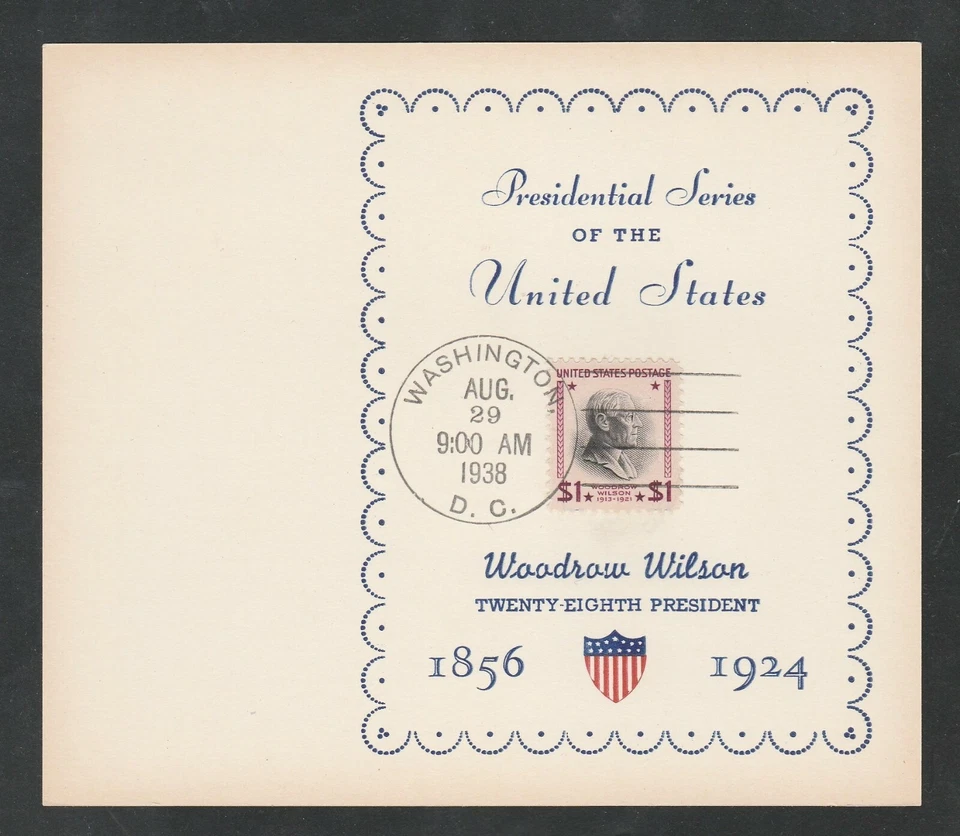 Presidential Series
OF THE
United States
WASHINGTON,
AUG.
29
9:00 AM
1938
D. C.
UNITED STATES POSTAGE
$1 WOODROW $1
WILSON
1913-1921
Woodrow Wilson
TWENTY-EIGHTH PRESIDENT
1856 1924